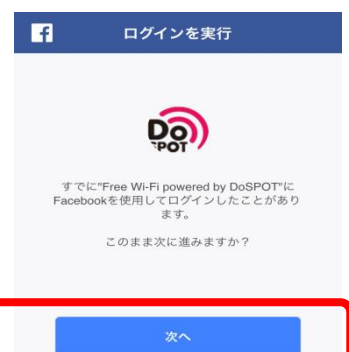 ログインを実行
Do
SPOT
すでに"Free Wi-Fi powered by DoSPOT"に
Facebookを使用してログインしたことがあり
ます。
このまま次に進みますか？
次へ